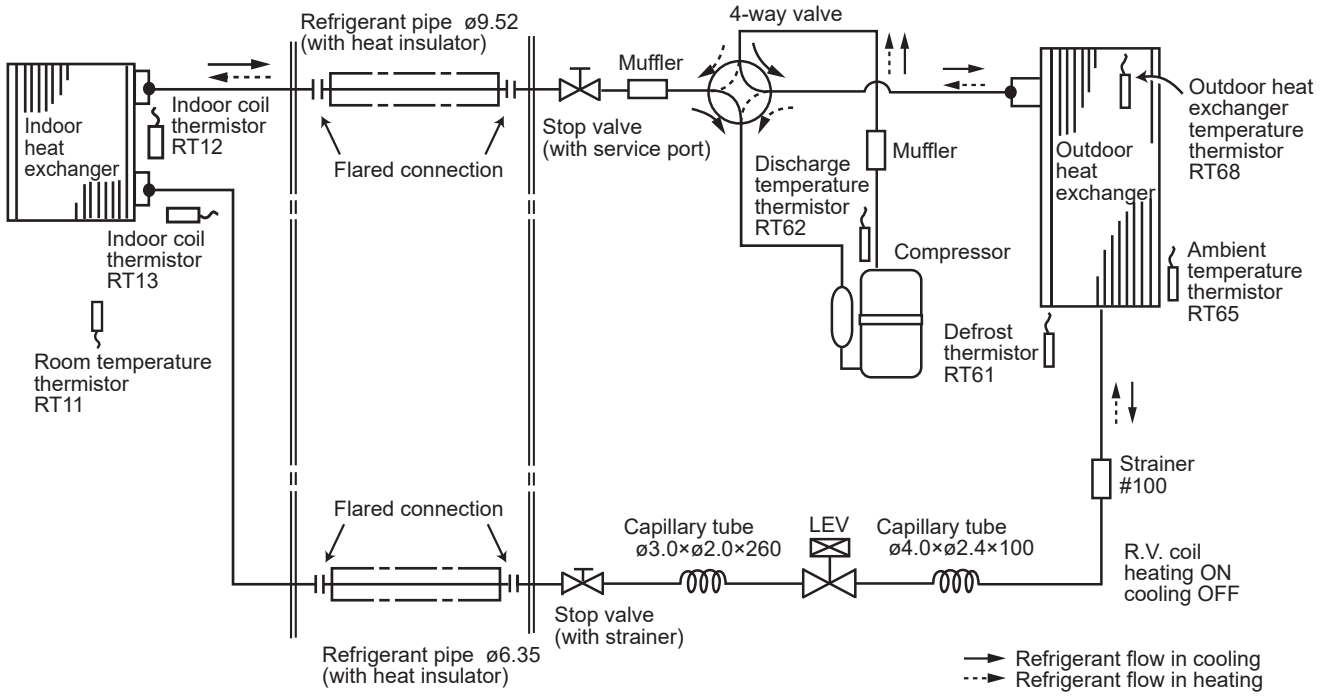 Refrigerant pipe ø9.52
(with heat insulator)
4-way valve
Muffler
Indoor
heat
exchanger
Indoor coil
thermistor
RT12
Flared connection
Stop valve
(with service port)
Muffler
Discharge
temperature
thermistor
RT62
Outdoor
heat
exchanger
Outdoor heat
exchanger
temperature
thermistor
RT68
Indoor coil
thermistor
RT13
Compressor
Ambient
temperature
thermistor
RT65
Room temperature
thermistor
RT11
Defrost
thermistor
RT61
Strainer
#100
Flared connection
Capillary tube
ø3.0×ø2.0×260
LEV
Capillary tube
ø4.0×ø2.4×100
R.V. coil
heating ON
cooling OFF
Stop valve
(with strainer)
Refrigerant pipe ø6.35
(with heat insulator)
Refrigerant flow in cooling
Refrigerant flow in heating